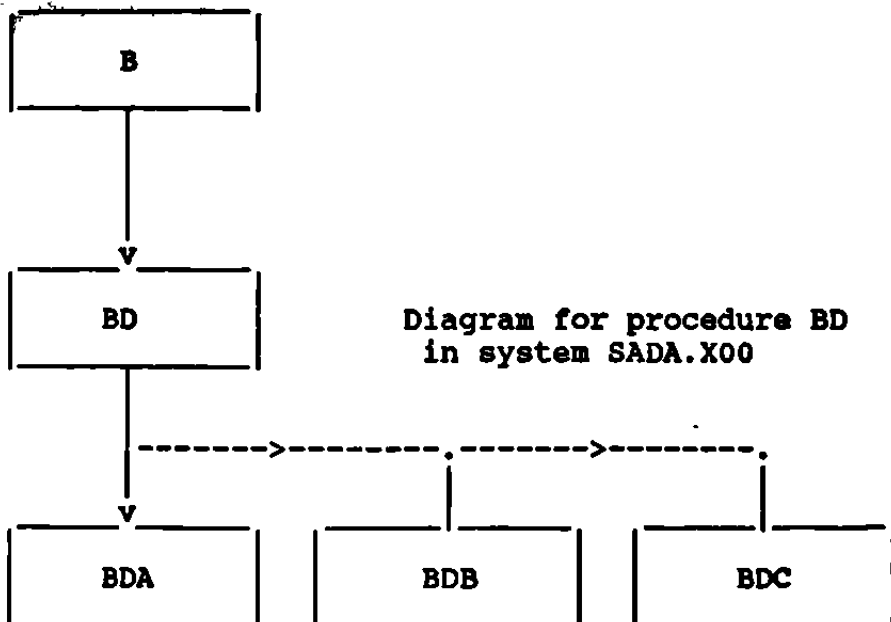 B
BD
Diagram for procedure BD
in system SADA.X00
BDA
BDB
BDC